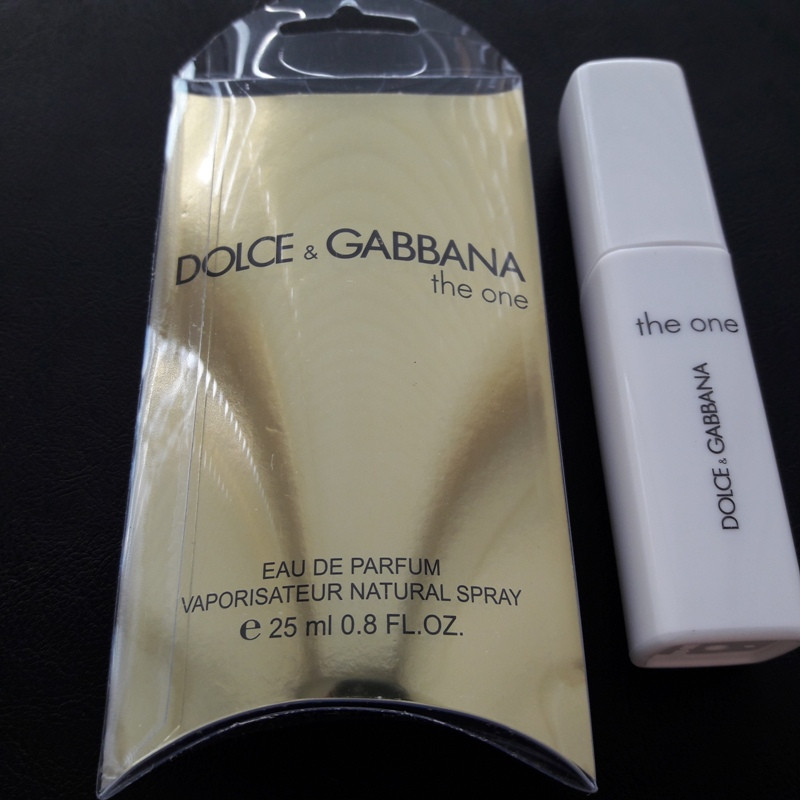 DOLCE & GABBANA
the one
EAU DE PARFUM
VAPORISATEUR NATURAL SPRAY
℮ 25 ml 0.8 FL.OZ.
the one
DOLCE & GABBANA